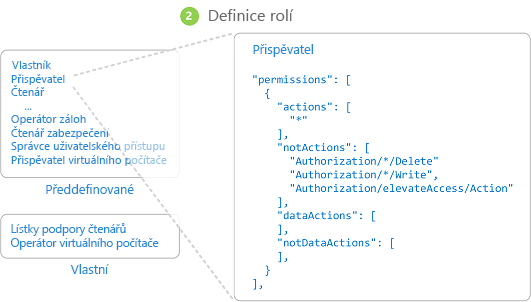 2 Definice rolí
Vlastník
Přispěvatel
Čtenář
...
Operátor záloh
Čtenář zabezpečení
Správce uživatelského přístupu
Přispěvatel virtuálního počítače
Předdefinované
Lístky podpory čtenářů
Operátor virtuálního počítače
Vlastní
Přispěvatel
"permissions": [
{
"actions": [
"*"
],
"notActions": [
"Authorization/*/Delete"
"Authorization/*/Write",
"Authorization/elevateAccess/Action"
],
"dataActions": [
],
"notDataActions": [
],
}
],